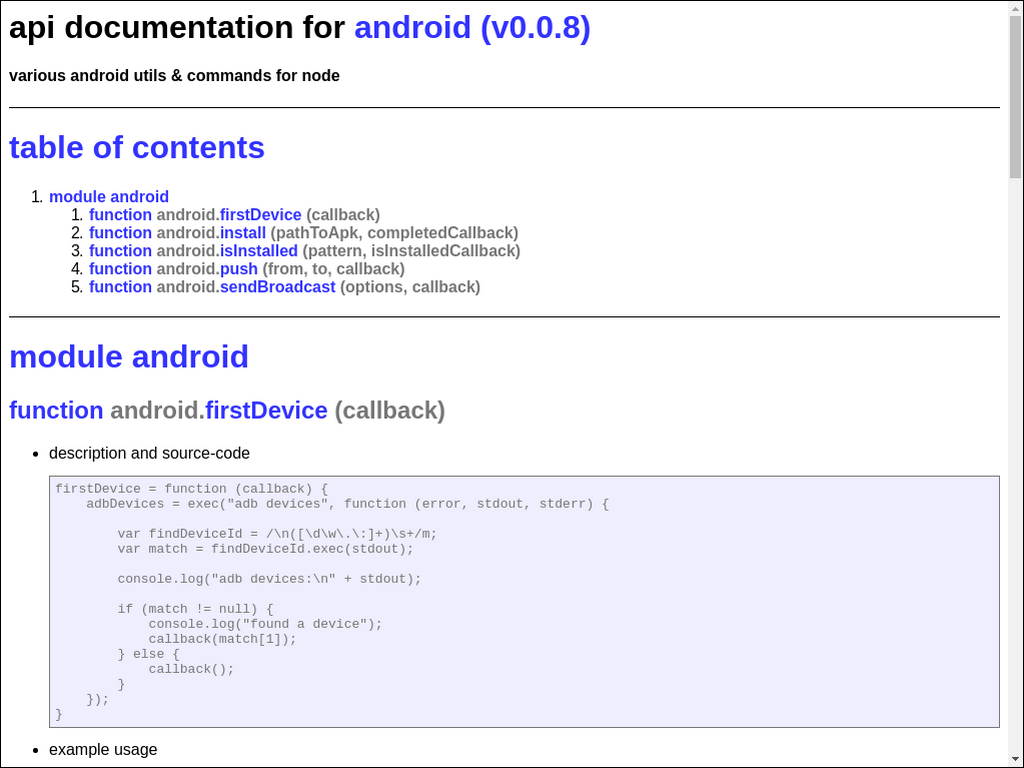 api documentation for android (v0.0.8)
various android utils & commands for node
table of contents
1. module android
1. function android.firstDevice (callback)
2. function android.install (pathToApk, completedCallback)
3. function android.isInstalled (pattern, isInstalledCallback)
4. function android.push (from, to, callback)
5. function android.sendBroadcast (options, callback)
module android
function android.firstDevice (callback)
• description and source-code
firstDevice = function (callback) {
    adbDevices = exec("adb devices", function (error, stdout, stderr) {
        var findDeviceId = /\n([\d\w\.\:]+)\s+/m;
        var match = findDeviceId.exec(stdout);
        console.log("adb devices:\n" + stdout);
        if (match != null) {
            console.log("found a device");
            callback(match[1]);
        } else {
            callback();
        }
    });
}
• example usage